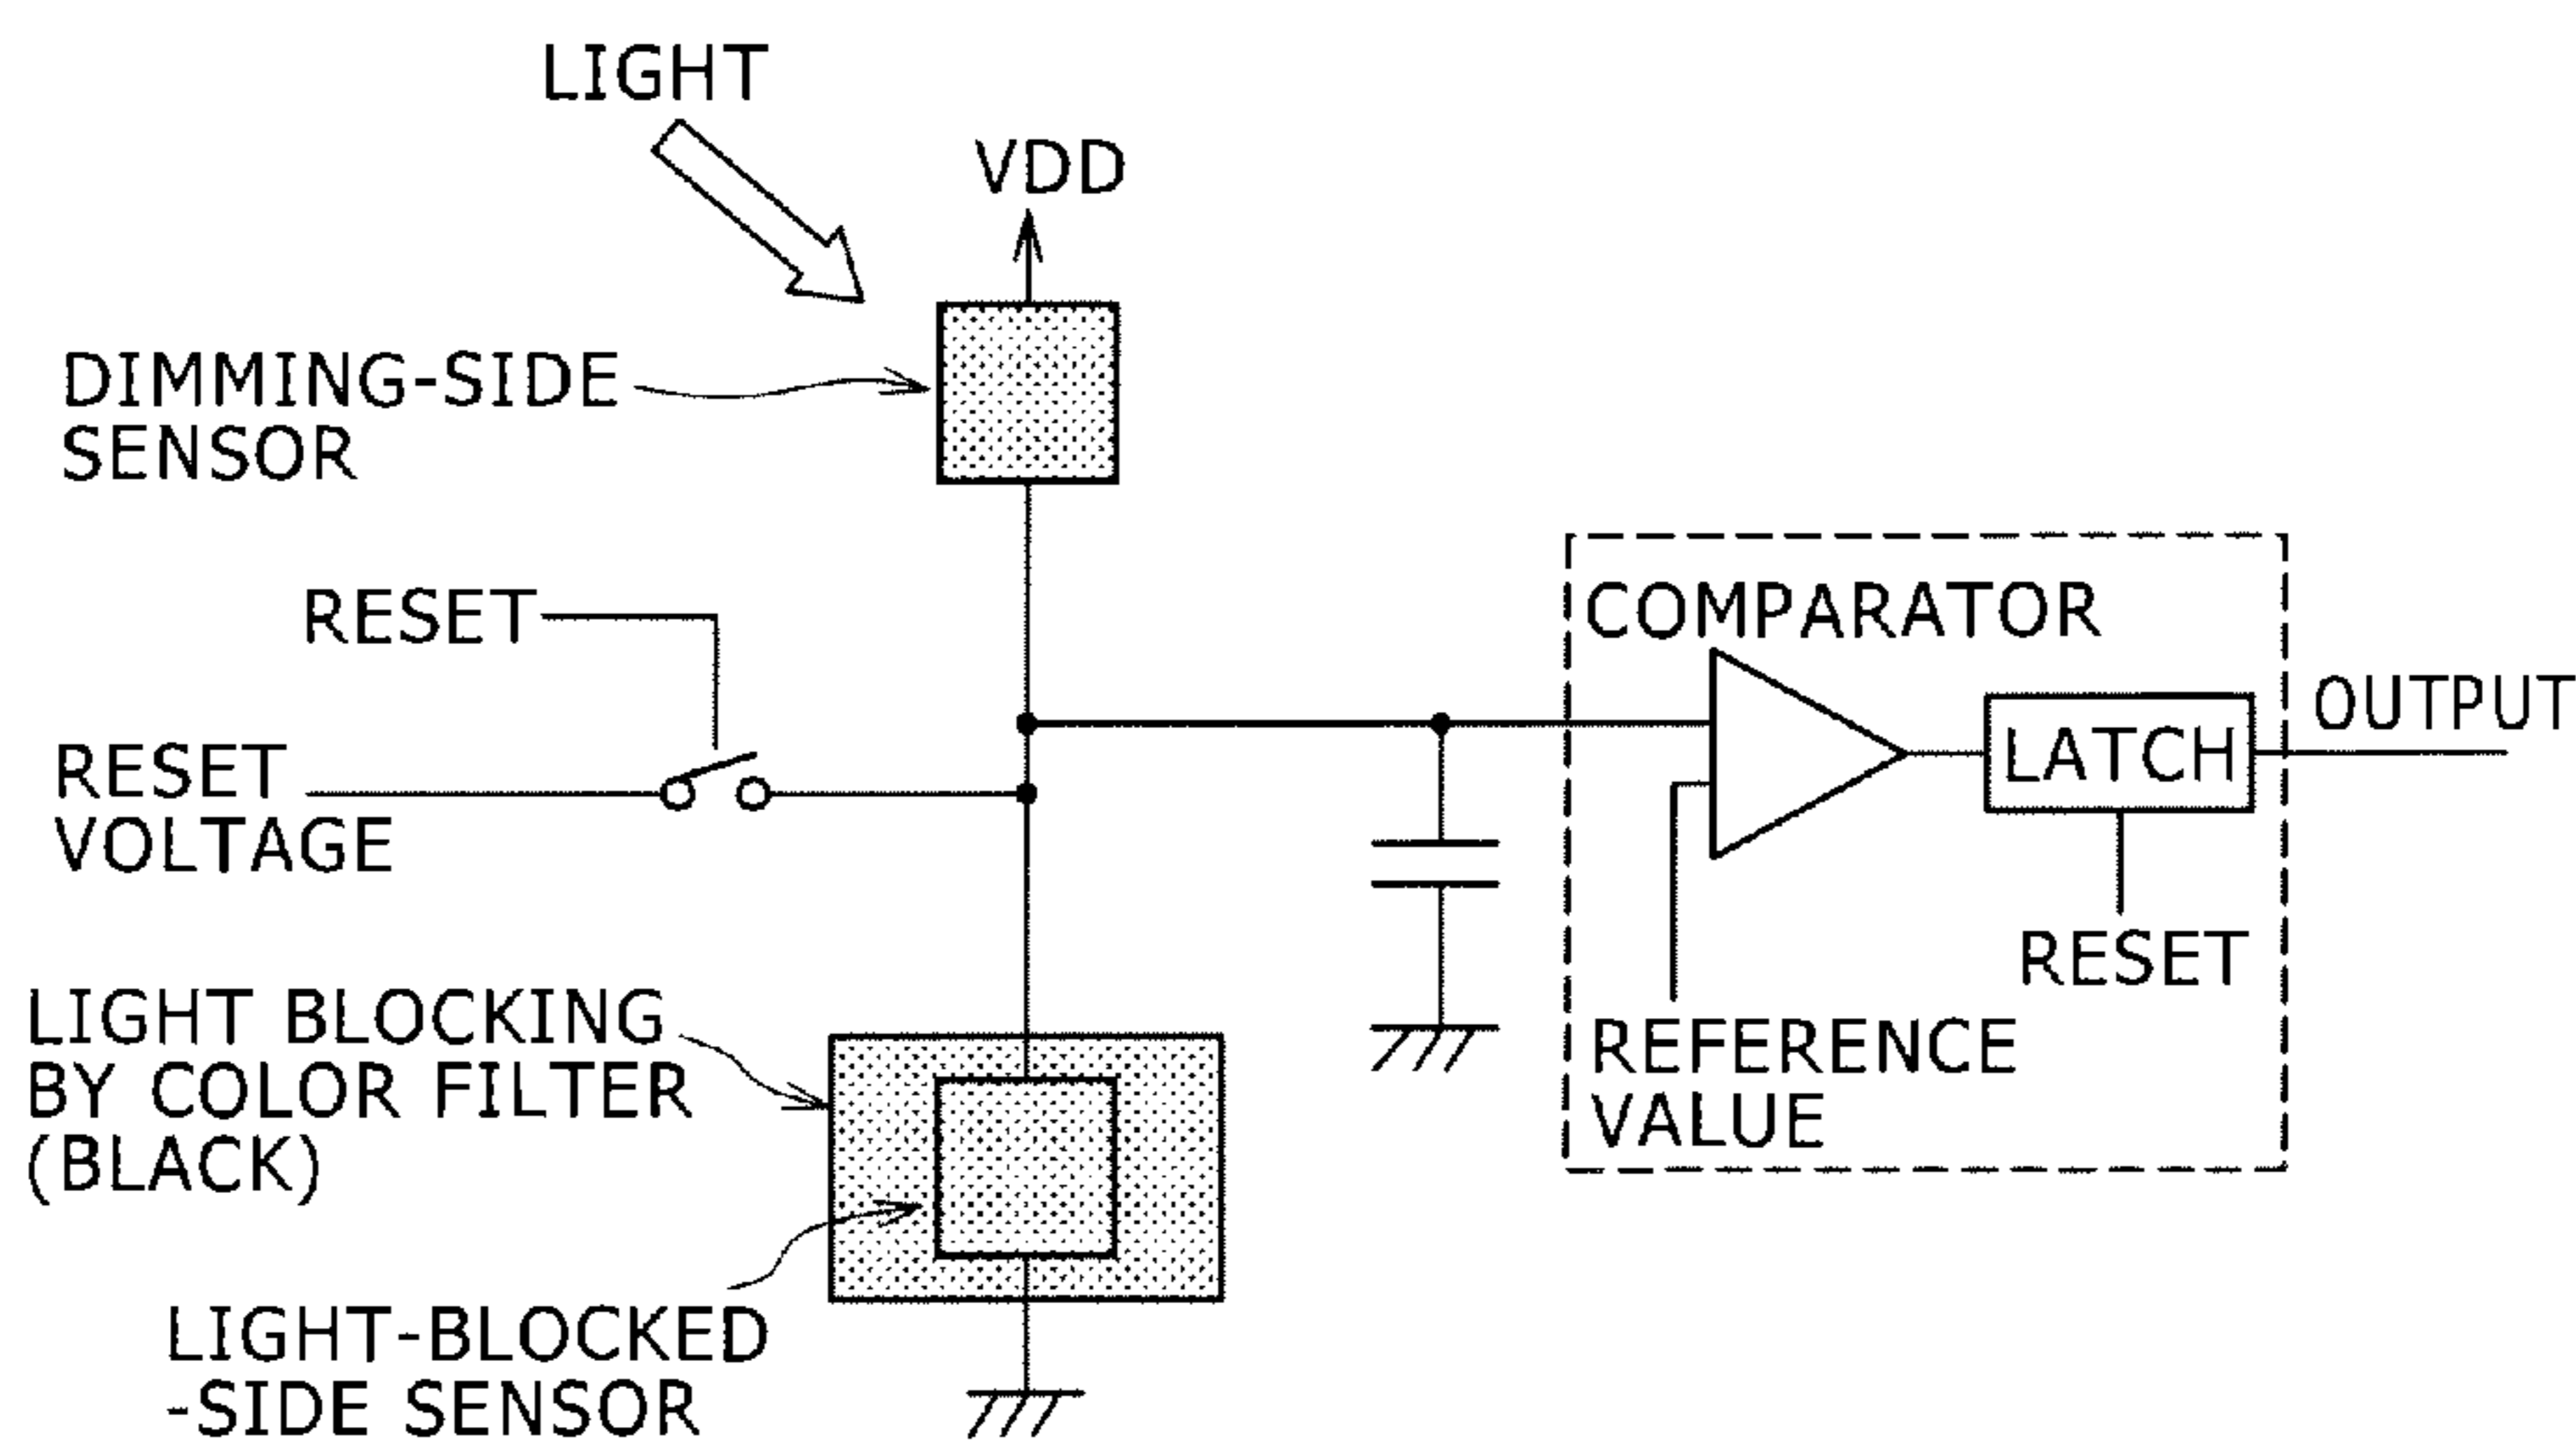 LIGHT
VDD
DIMMING-SIDE
SENSOR
RESET
RESET
VOLTAGE
COMPARATOR
LATCH
OUTPUT
RESET
REFERENCE
VALUE
LIGHT BLOCKING
BY COLOR FILTER
(BLACK)
LIGHT-BLOCKED
-SIDE SENSOR